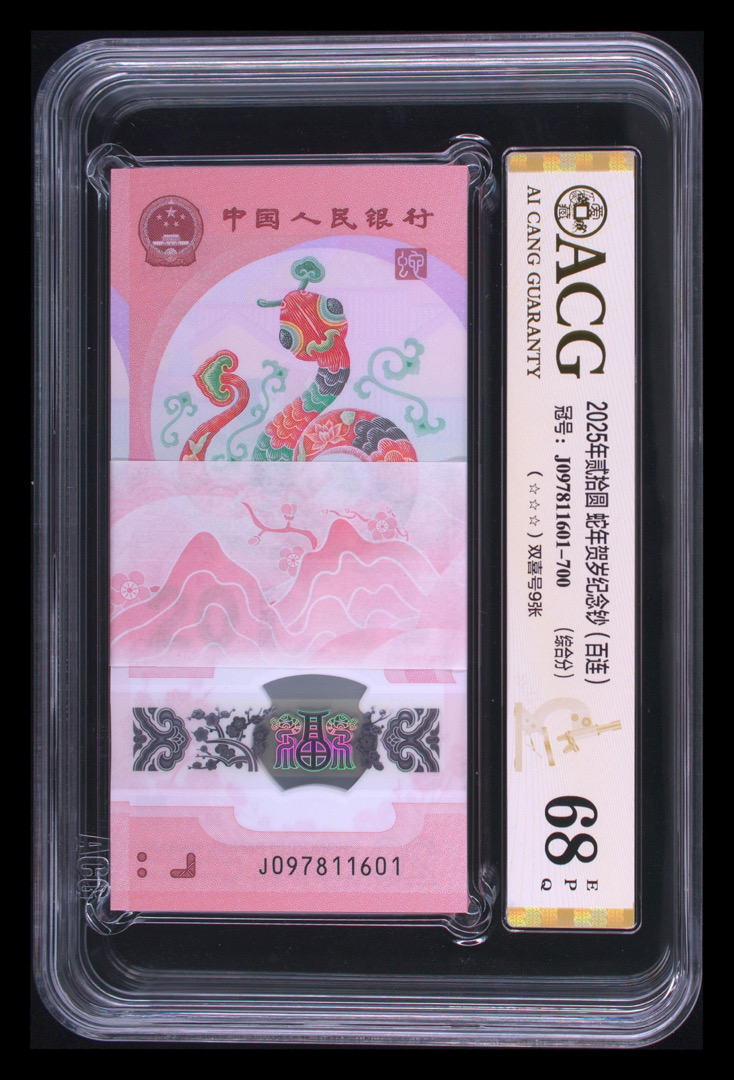 中国人民银行
蛇
J097811601
ACG
AI CANG GUARANTY
2025年贰拾圆 蛇年贺岁纪念钞（百连）
冠号：J097811601-700 （综合分）
（☆☆☆）双喜号9张
68
EPQ
ACG